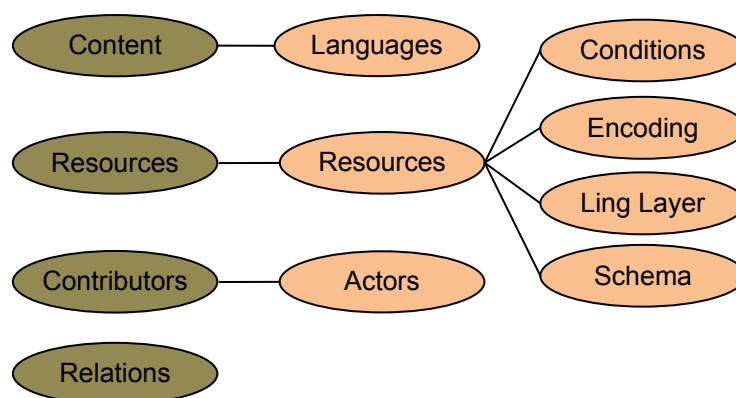 Content
Languages
Conditions
Encoding
Resources
Resources
Ling Layer
Contributors
Actors
Schema
Relations